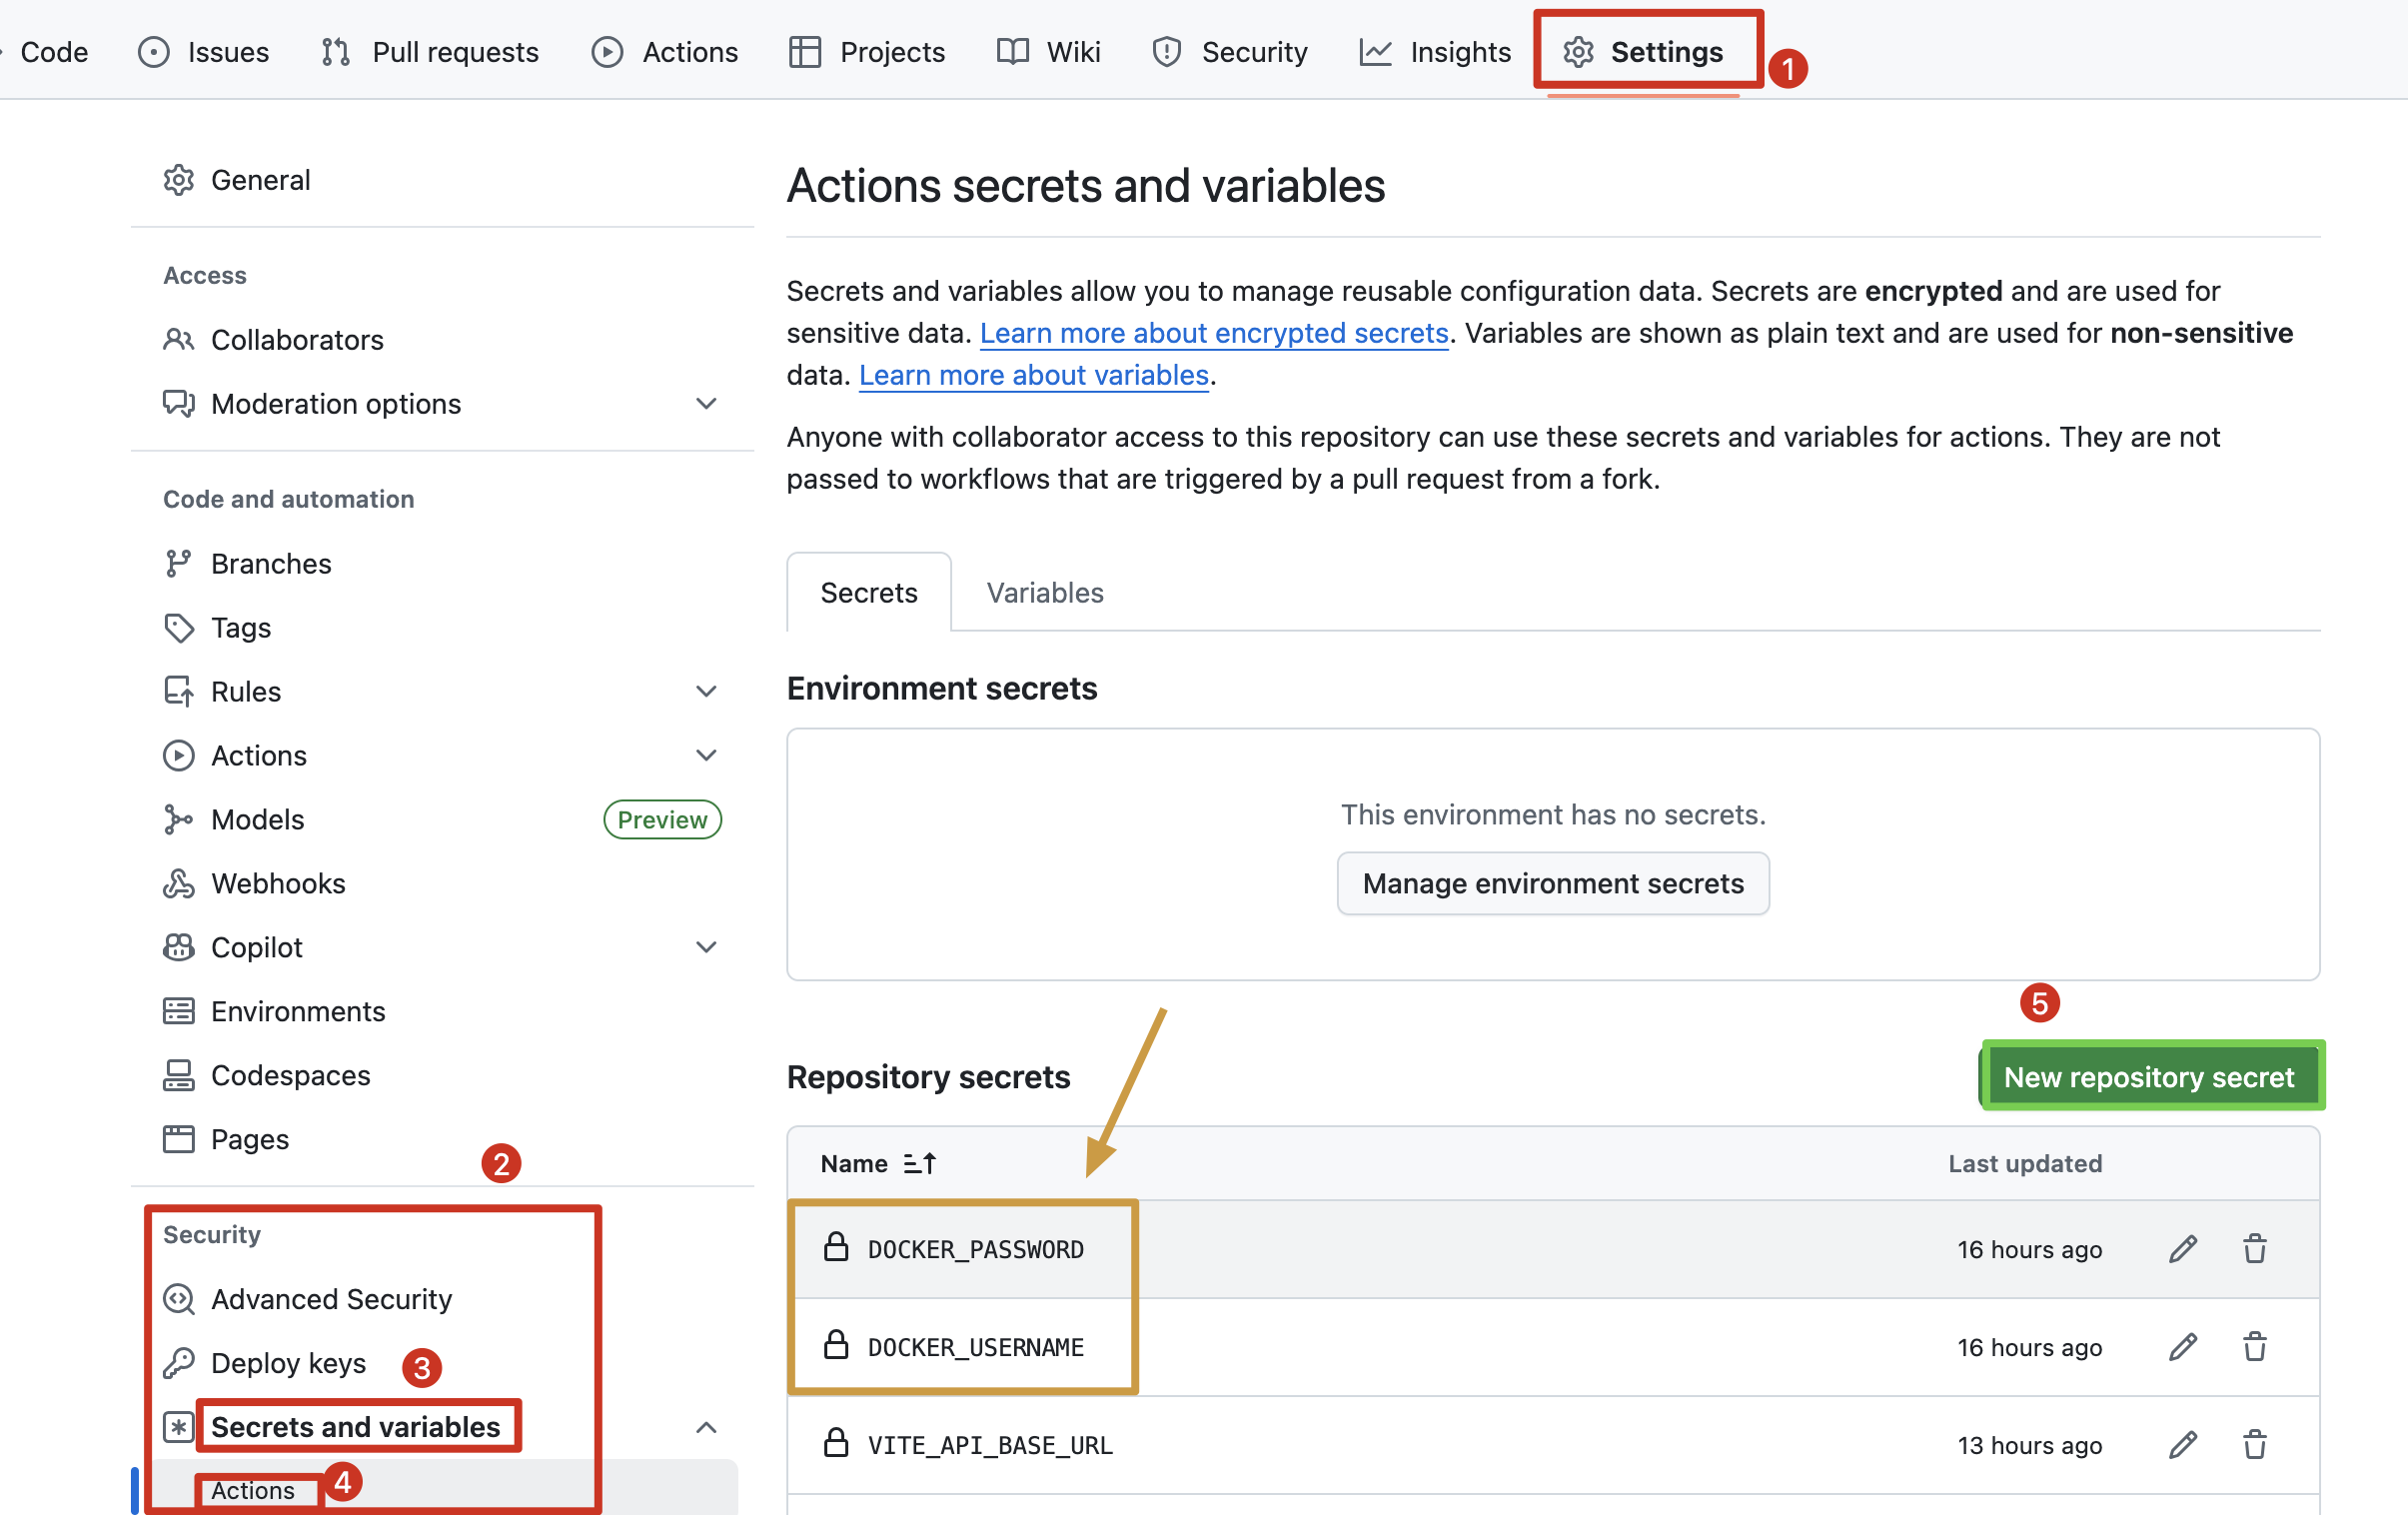 Code Issues Pull requests Actions Projects Wiki Security Insights Settings 1
General
Access
Collaborators
Moderation options
Code and automation
Branches
Tags
Rules
Actions
Models Preview
Webhooks
Copilot
Environments
Codespaces
Pages
2
Security
Advanced Security
Deploy keys 3
Secrets and variables
Actions 4
Actions secrets and variables
Secrets and variables allow you to manage reusable configuration data. Secrets are encrypted and are used for
sensitive data. Learn more about encrypted secrets. Variables are shown as plain text and are used for non-sensitive
data. Learn more about variables.
Anyone with collaborator access to this repository can use these secrets and variables for actions. They are not
passed to workflows that are triggered by a pull request from a fork.
Secrets Variables
Environment secrets
This environment has no secrets.
Manage environment secrets
5
Repository secrets New repository secret
Name Last updated
DOCKER_PASSWORD 16 hours ago
DOCKER_USERNAME 16 hours ago
VITE_API_BASE_URL 13 hours ago